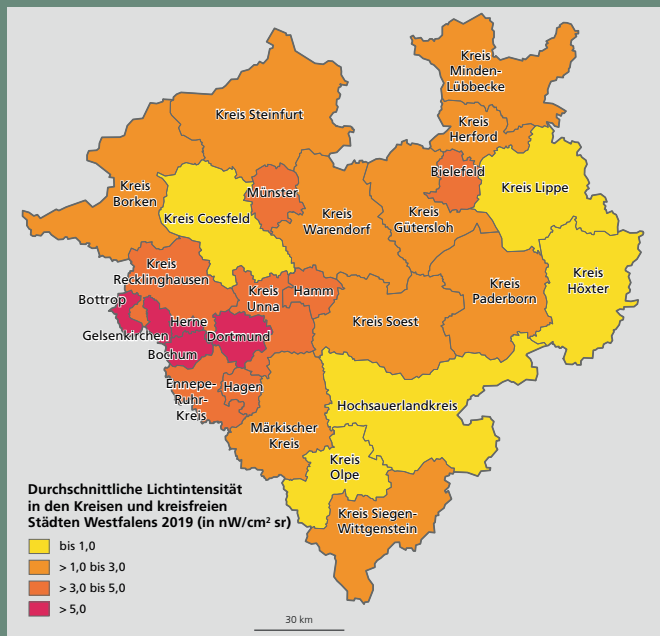 Kreis
Minden-
Lübbecke
Kreis Steinfurt
Kreis
Herford
Bielefeld
Kreis
Borken
Münster
Kreis Lippe
Kreis Coesfeld
Kreis
Warendorf
Kreis
Gütersloh
Kreis
Recklinghausen
Kreis
Höxter
Kreis
Unna
Hamm
Kreis
Paderborn
Bottrop
Gelsenkirchen
Herne
Dortmund
Kreis Soest
Bochum
Ennepe-
Ruhr-
Kreis
Hagen
Hochsauerlandkreis
Märkischer
Kreis
Kreis
Olpe
Kreis Siegen-
Wittgenstein
Durchschnittliche Lichtintensität
in den Kreisen und kreisfreien
Städten Westfalens 2019 (in nW/cm² sr)
bis 1,0
> 1,0 bis 3,0
> 3,0 bis 5,0
> 5,0
30 km